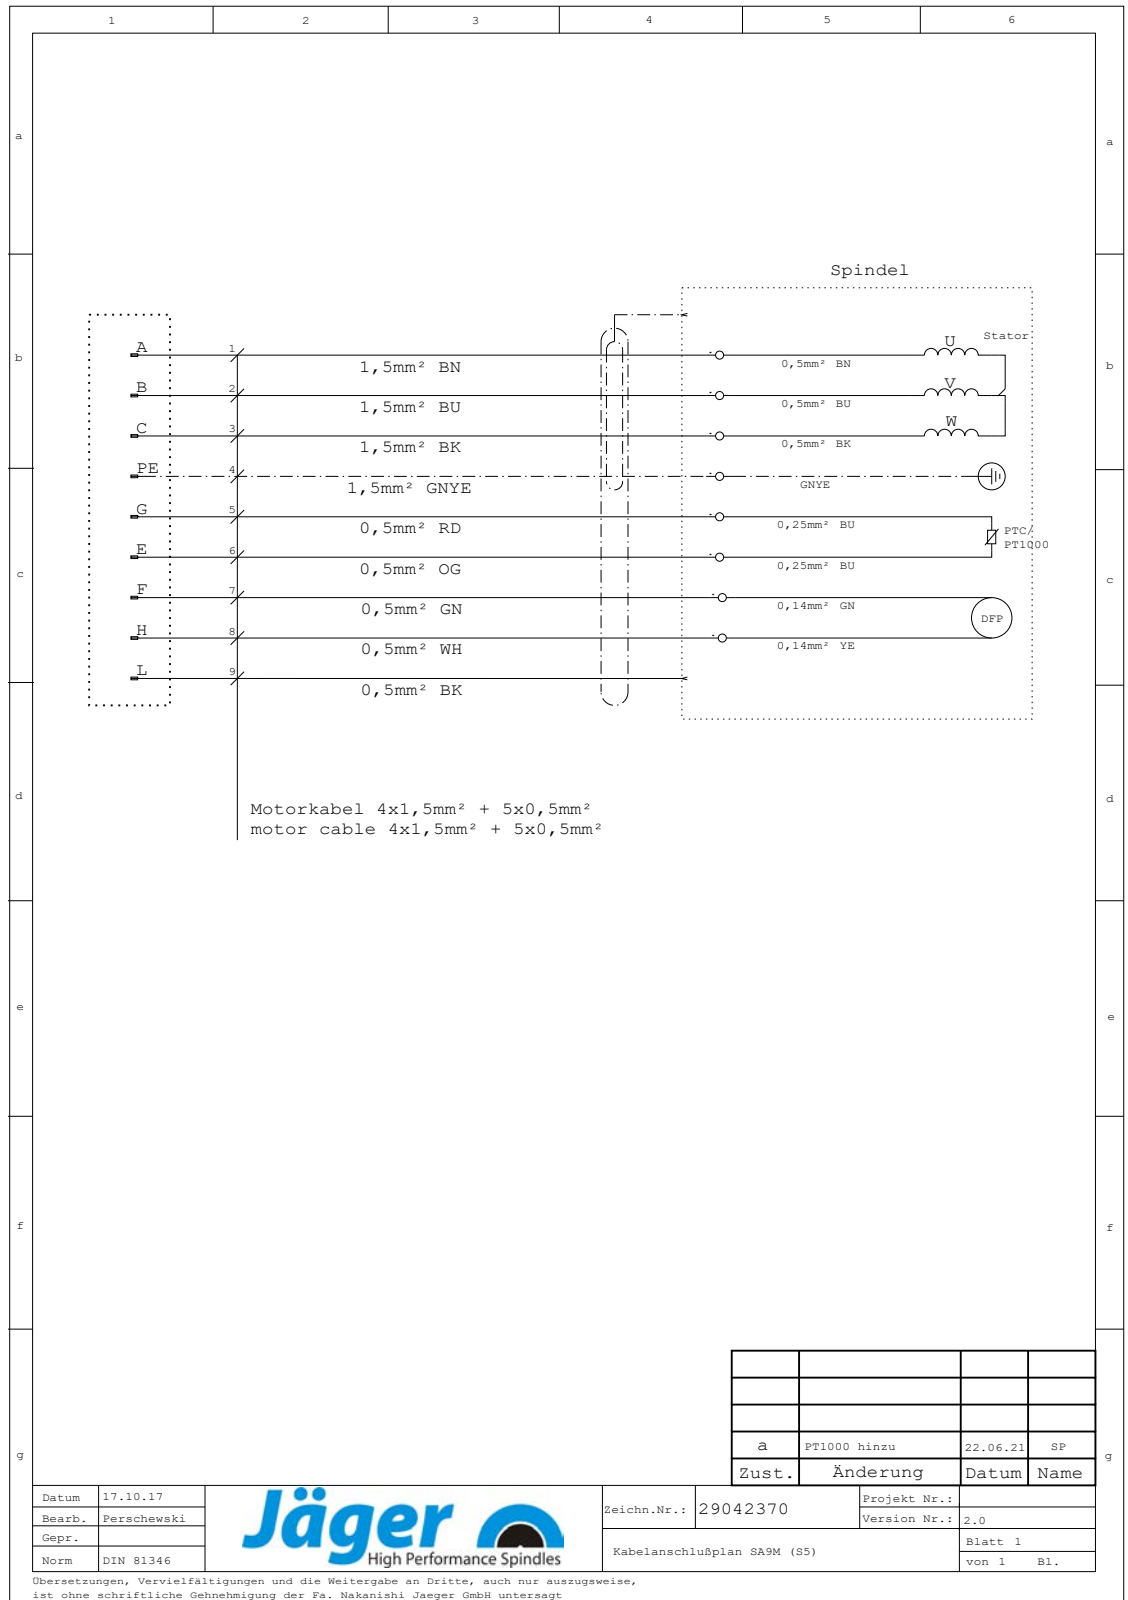 1 2 3 4 5 6
a a
Spindel
b b
A 1 1,5mm² BN 0,5mm² BN U Stator
B 2 1,5mm² BU 0,5mm² BU V
C 3 1,5mm² BK 0,5mm² BK W
PE 4 1,5mm² GNYE GNYE
G 5 0,5mm² RD 0,25mm² BU PTC/
PT1000
E 6 0,5mm² OG 0,25mm² BU
c c
F 7 0,5mm² GN 0,14mm² GN
DFP
H 8 0,5mm² WH 0,14mm² YE
L 9 0,5mm² BK
d d
Motorkabel 4x1,5mm² + 5x0,5mm²
motor cable 4x1,5mm² + 5x0,5mm²
e e
f f
g g
a PT1000 hinzu 22.06.21 SP
Zust. Änderung Datum Name
Datum 17.10.17
Bearb. Perschewski
Gepr.
Norm DIN 81346
Jäger
High Performance Spindles
Zeichn.Nr.: 29042370
Projekt Nr.:
Version Nr.: 2.0
Kabelanschlußplan SA9M (S5)
Blatt 1
von 1 Bl.
Übersetzungen, Vervielfältigungen und die Weitergabe an Dritte, auch nur auszugsweise,
ist ohne schriftliche Gehnehmigung der Fa. Nakanishi Jaeger GmbH untersagt